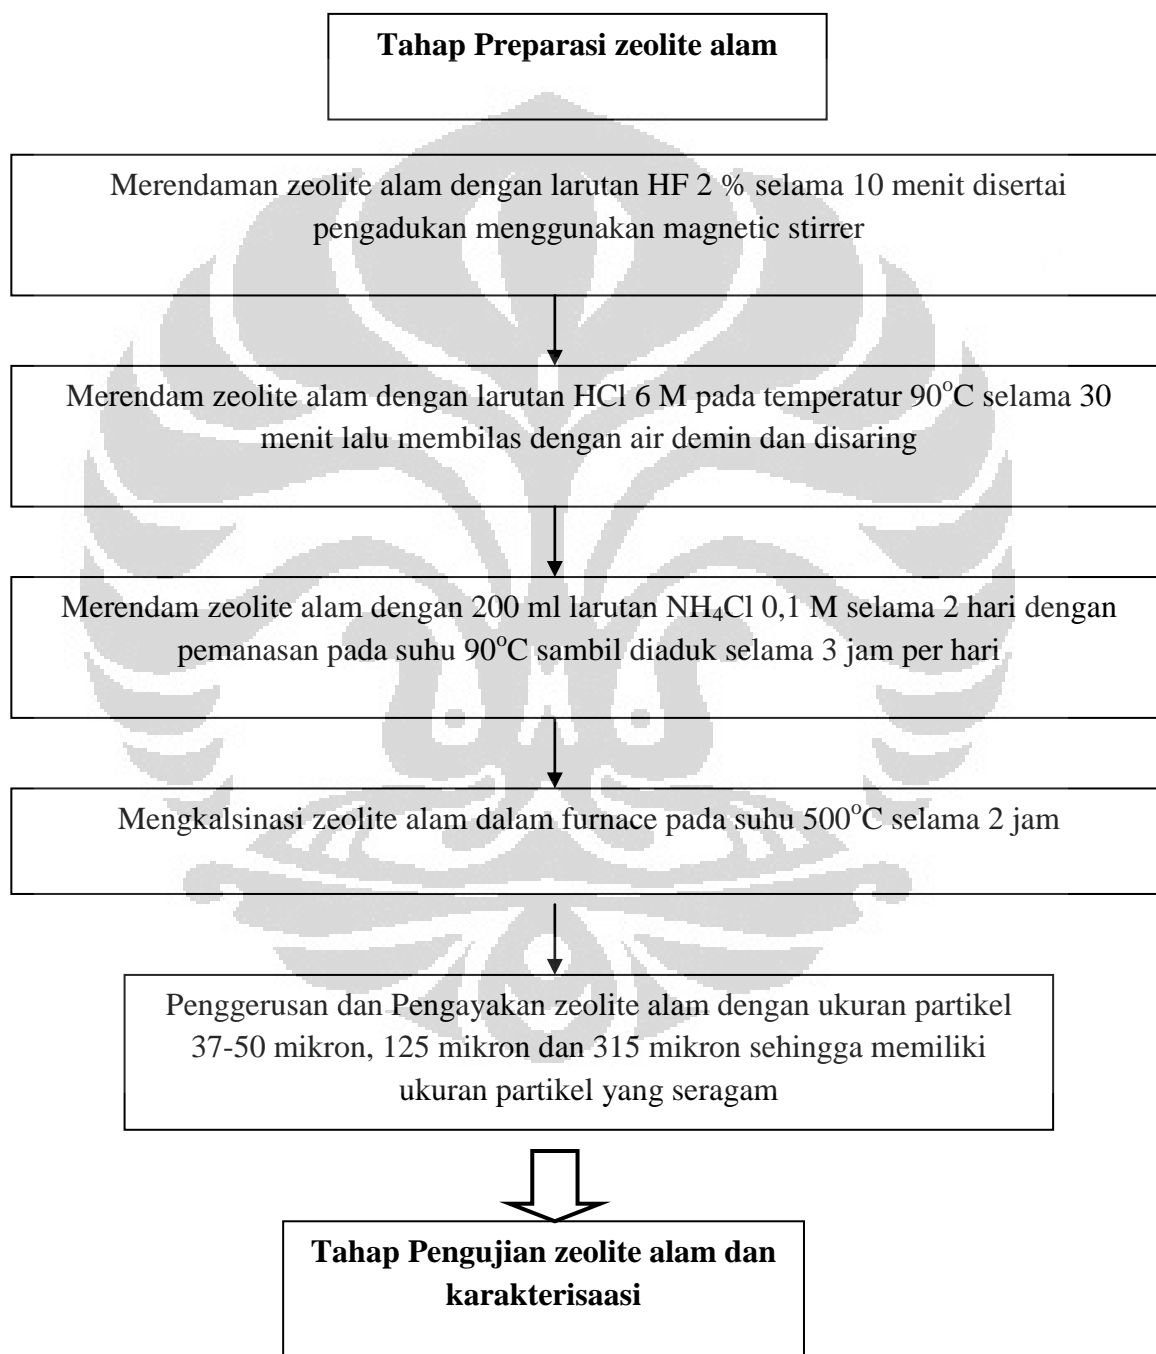 Tahap Preparasi zeolite alam
Merendaman zeolite alam dengan larutan HF 2 % selama 10 menit disertai
pengadukan menggunakan magnetic stirrer
Merendam zeolite alam dengan larutan HCl 6 M pada temperatur 90°C selama 30
menit lalu membilas dengan air demin dan disaring
Merendam zeolite alam dengan 200 ml larutan NH₄Cl 0,1 M selama 2 hari dengan
pemanasan pada suhu 90°C sambil diaduk selama 3 jam per hari
Mengkalsinasi zeolite alam dalam furnace pada suhu 500°C selama 2 jam
Penggerusan dan Pengayakan zeolite alam dengan ukuran partikel
37-50 mikron, 125 mikron dan 315 mikron sehingga memiliki
ukuran partikel yang seragam
Tahap Pengujian zeolite alam dan
karakterisaasi